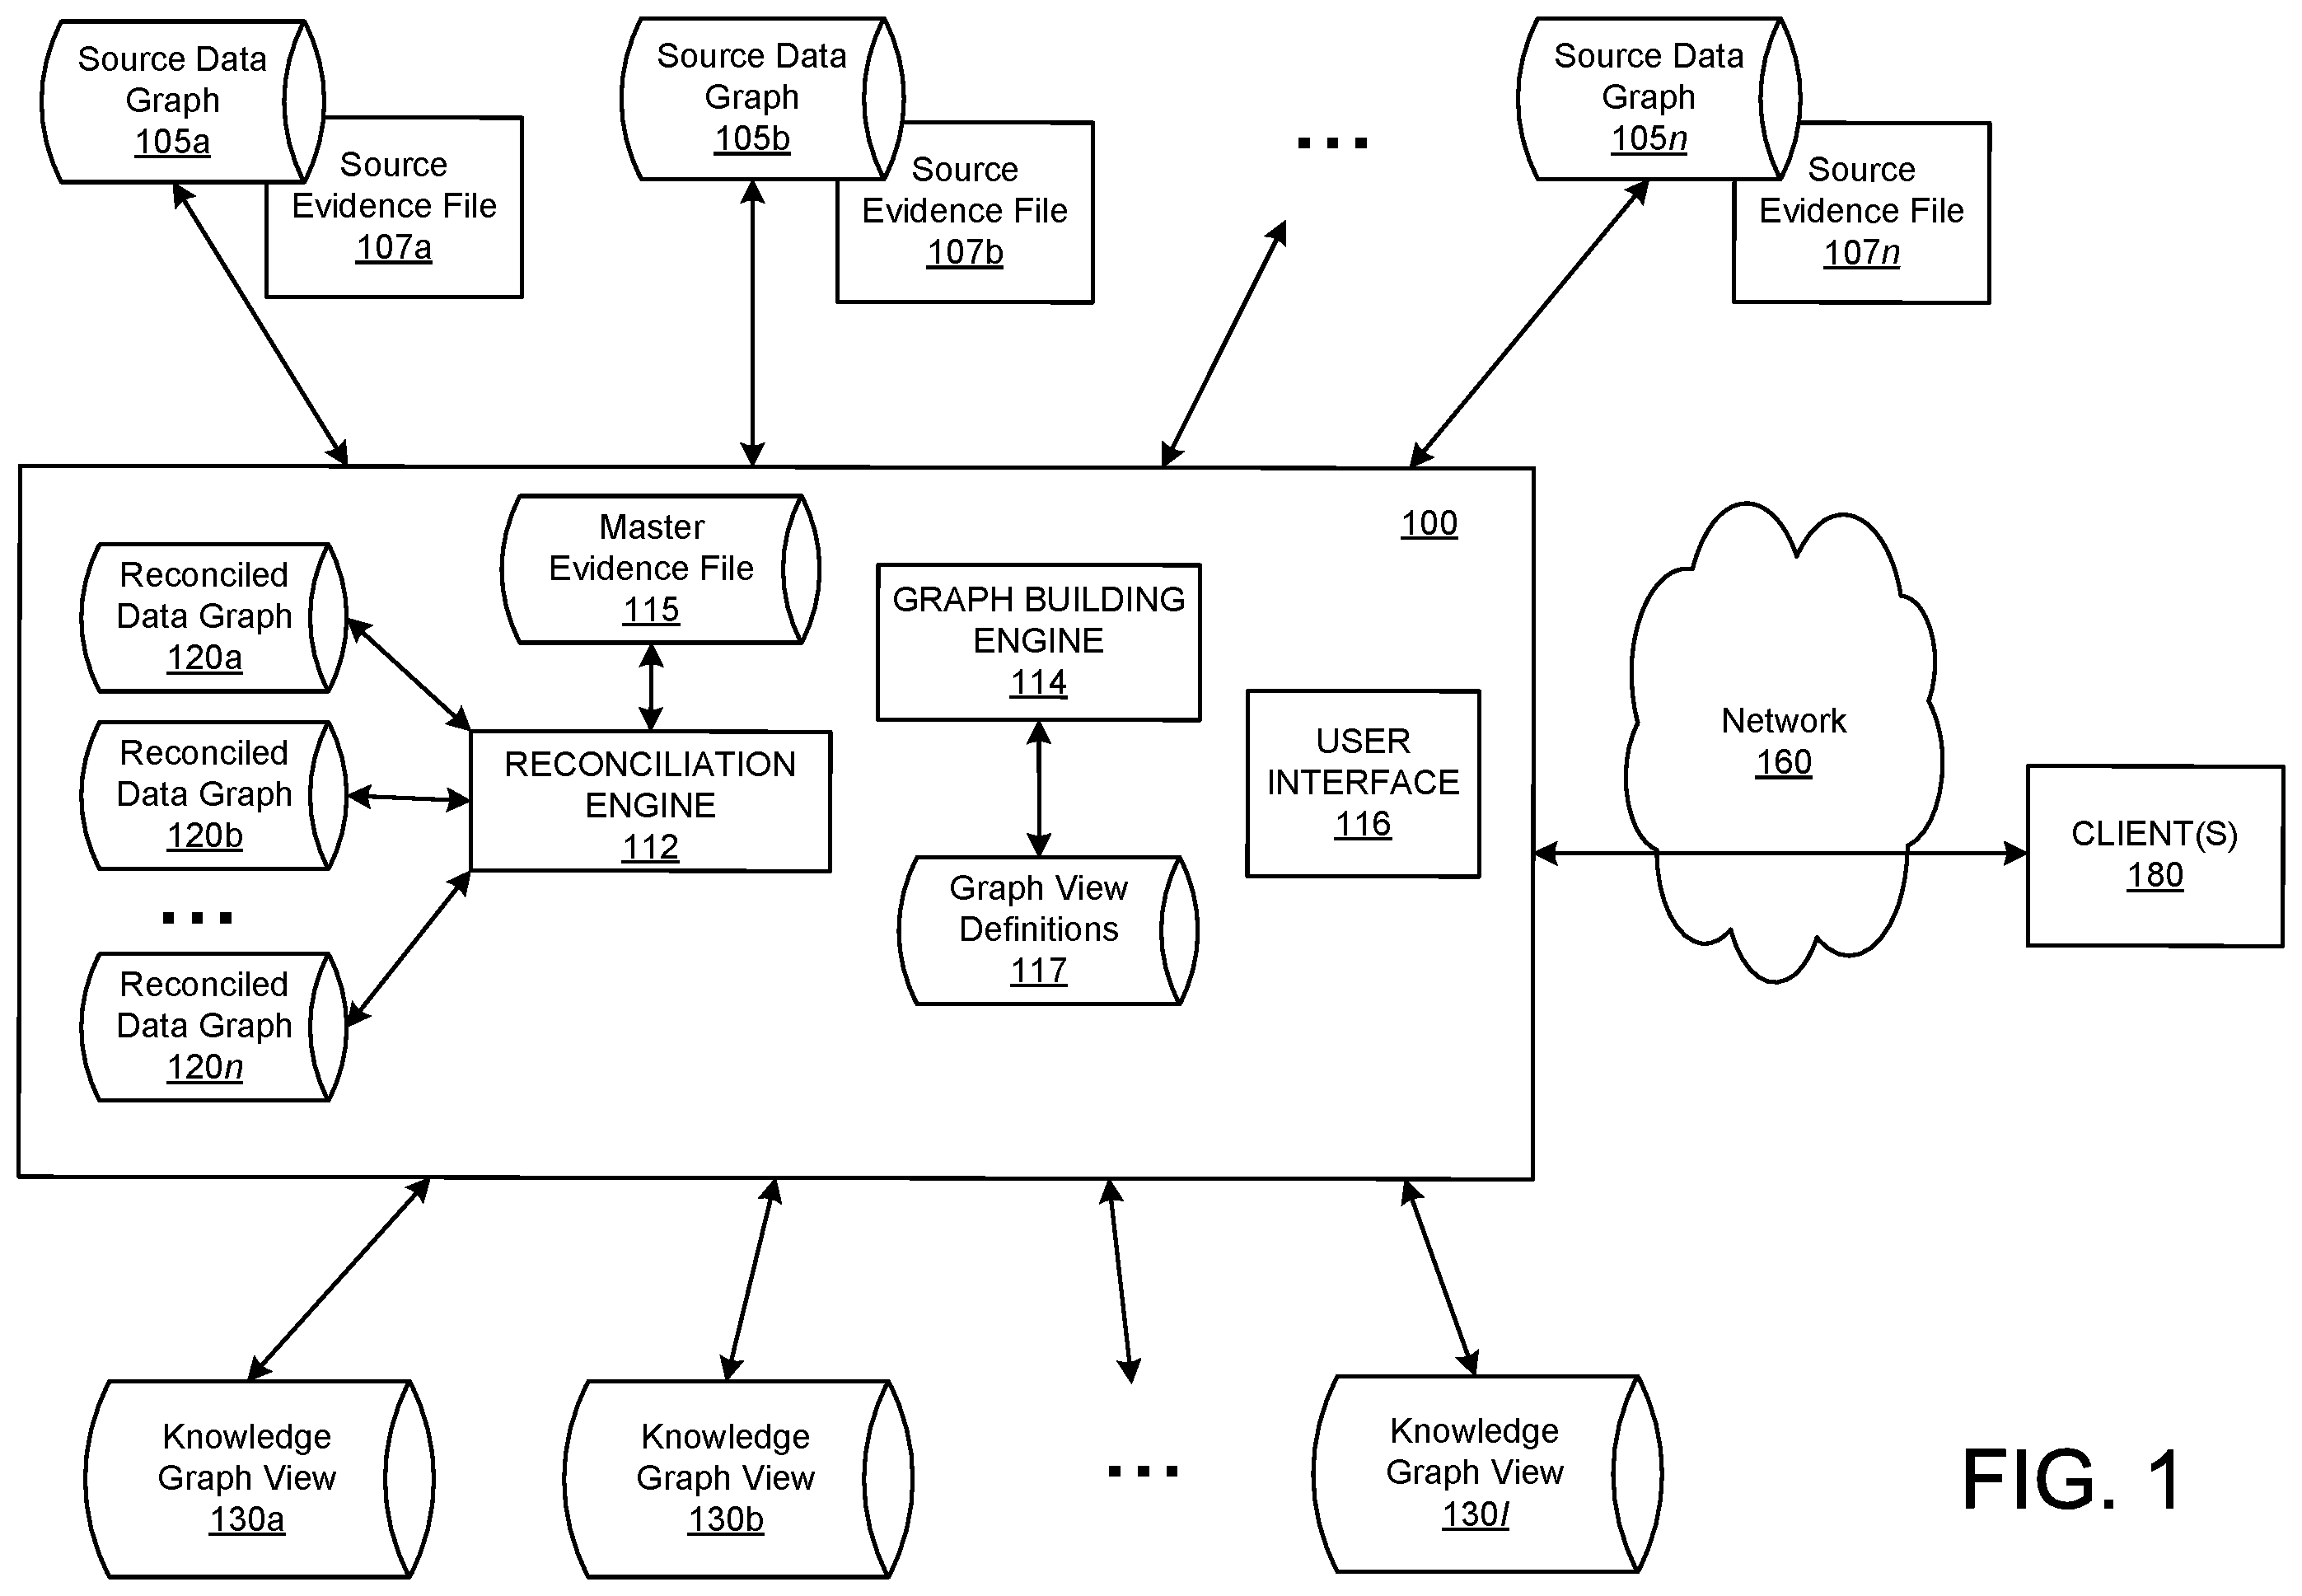 Source Data
Graph
105a
Source
Evidence File
107a
Source Data
Graph
105b
Source
Evidence File
107b
...
Source Data
Graph
105n
Source
Evidence File
107n
100
Reconciled
Data Graph
120a
Reconciled
Data Graph
120b
...
Reconciled
Data Graph
120n
Master
Evidence File
115
RECONCILIATION
ENGINE
112
GRAPH BUILDING
ENGINE
114
Graph View
Definitions
117
USER
INTERFACE
116
Network
160
CLIENT(S)
180
Knowledge
Graph View
130a
Knowledge
Graph View
130b
...
Knowledge
Graph View
130l
FIG. 1